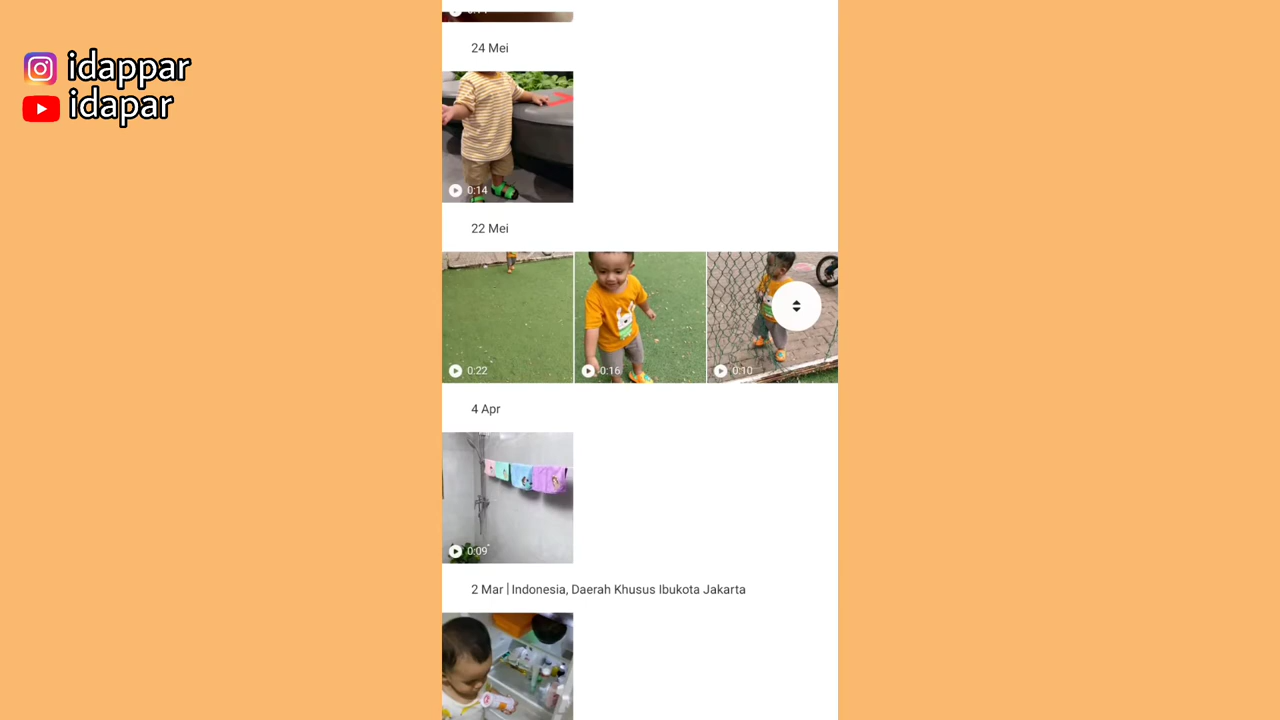 idappar
idapar
24 Mei
0:14
22 Mei
0:22
0:16
0:10
4 Apr
0:09
2 Mar | Indonesia, Daerah Khusus Ibukota Jakarta